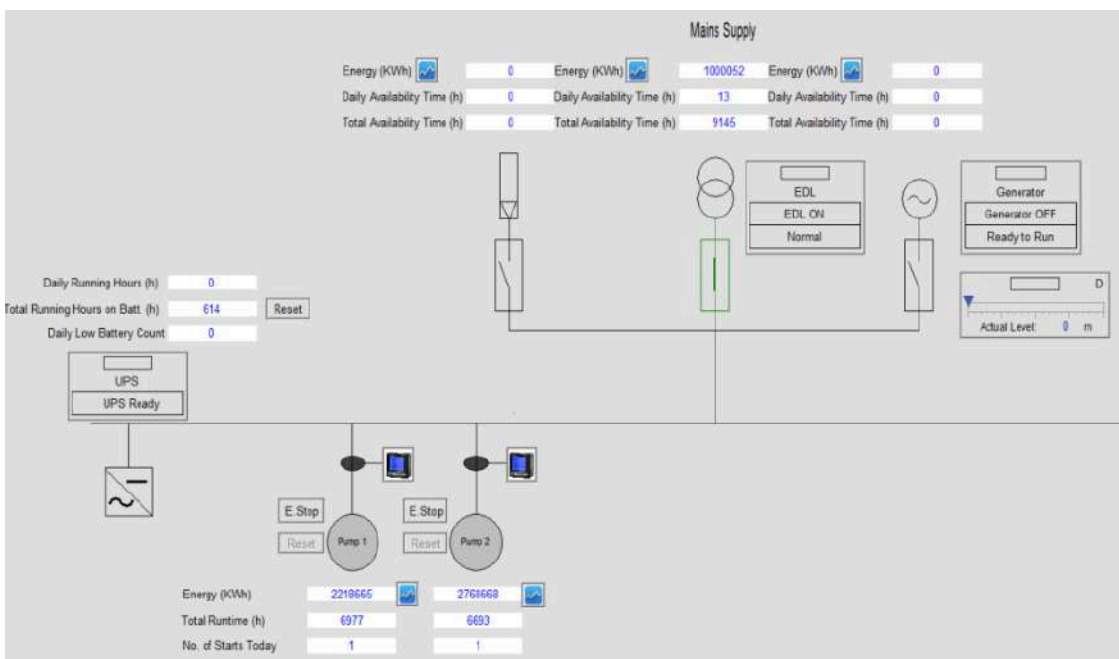 Mains Supply
Energy (KWh) 0 Energy (KWh) 1000052 Energy (KWh) 0
Daily Availability Time (h) 0 Daily Availability Time (h) 13 Daily Availability Time (h) 0
Total Availability Time (h) 0 Total Availability Time (h) 9145 Total Availability Time (h) 0
EDL
EDL ON
Normal
Generator
Generator OFF
Ready to Run
D
Actual Level: 0 m
Daily Running Hours (h) 0
Total Running Hours on Batt. (h) 614 Reset
Daily Low Battery Count 0
UPS
UPS Ready
E.Stop E.Stop
Reset Pump 1 Reset Pump 2
Energy (KWh) 2218665 2768668
Total Runtime (h) 6977 6693
No. of Starts Today 1 1